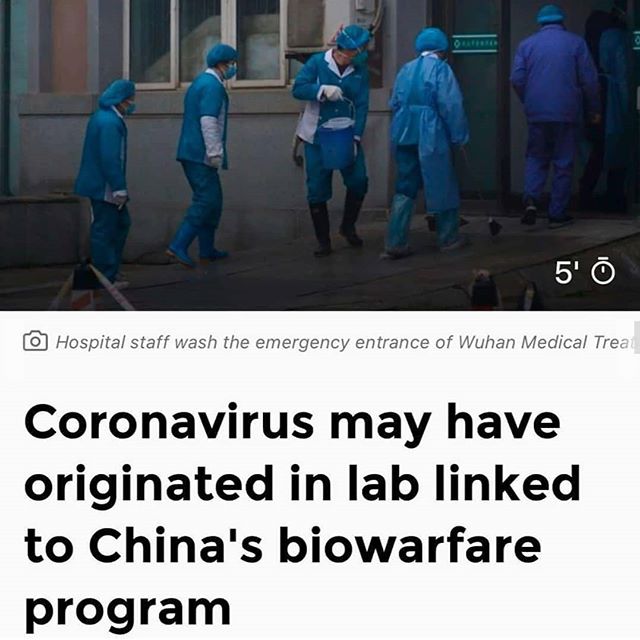 5'
Hospital staff wash the emergency entrance of Wuhan Medical Treat
Coronavirus may have
originated in lab linked
to China's biowarfare
program